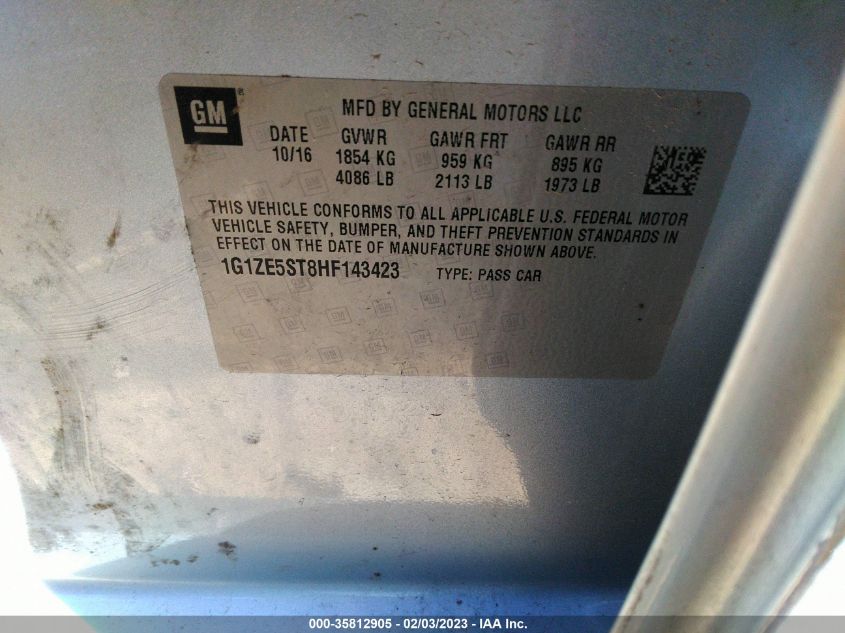 GM®
MFD BY GENERAL MOTORS LLC
DATE GVWR GAWR FRT GAWR RR
10/16 1854 KG 959 KG 895 KG
4086 LB 2113 LB 1973 LB
THIS VEHICLE CONFORMS TO ALL APPLICABLE U.S. FEDERAL MOTOR
VEHICLE SAFETY, BUMPER, AND THEFT PREVENTION STANDARDS IN
EFFECT ON THE DATE OF MANUFACTURE SHOWN ABOVE.
1G1ZE5ST8HF143423 TYPE: PASS CAR
000-35812905 - 02/03/2023 - IAA Inc.